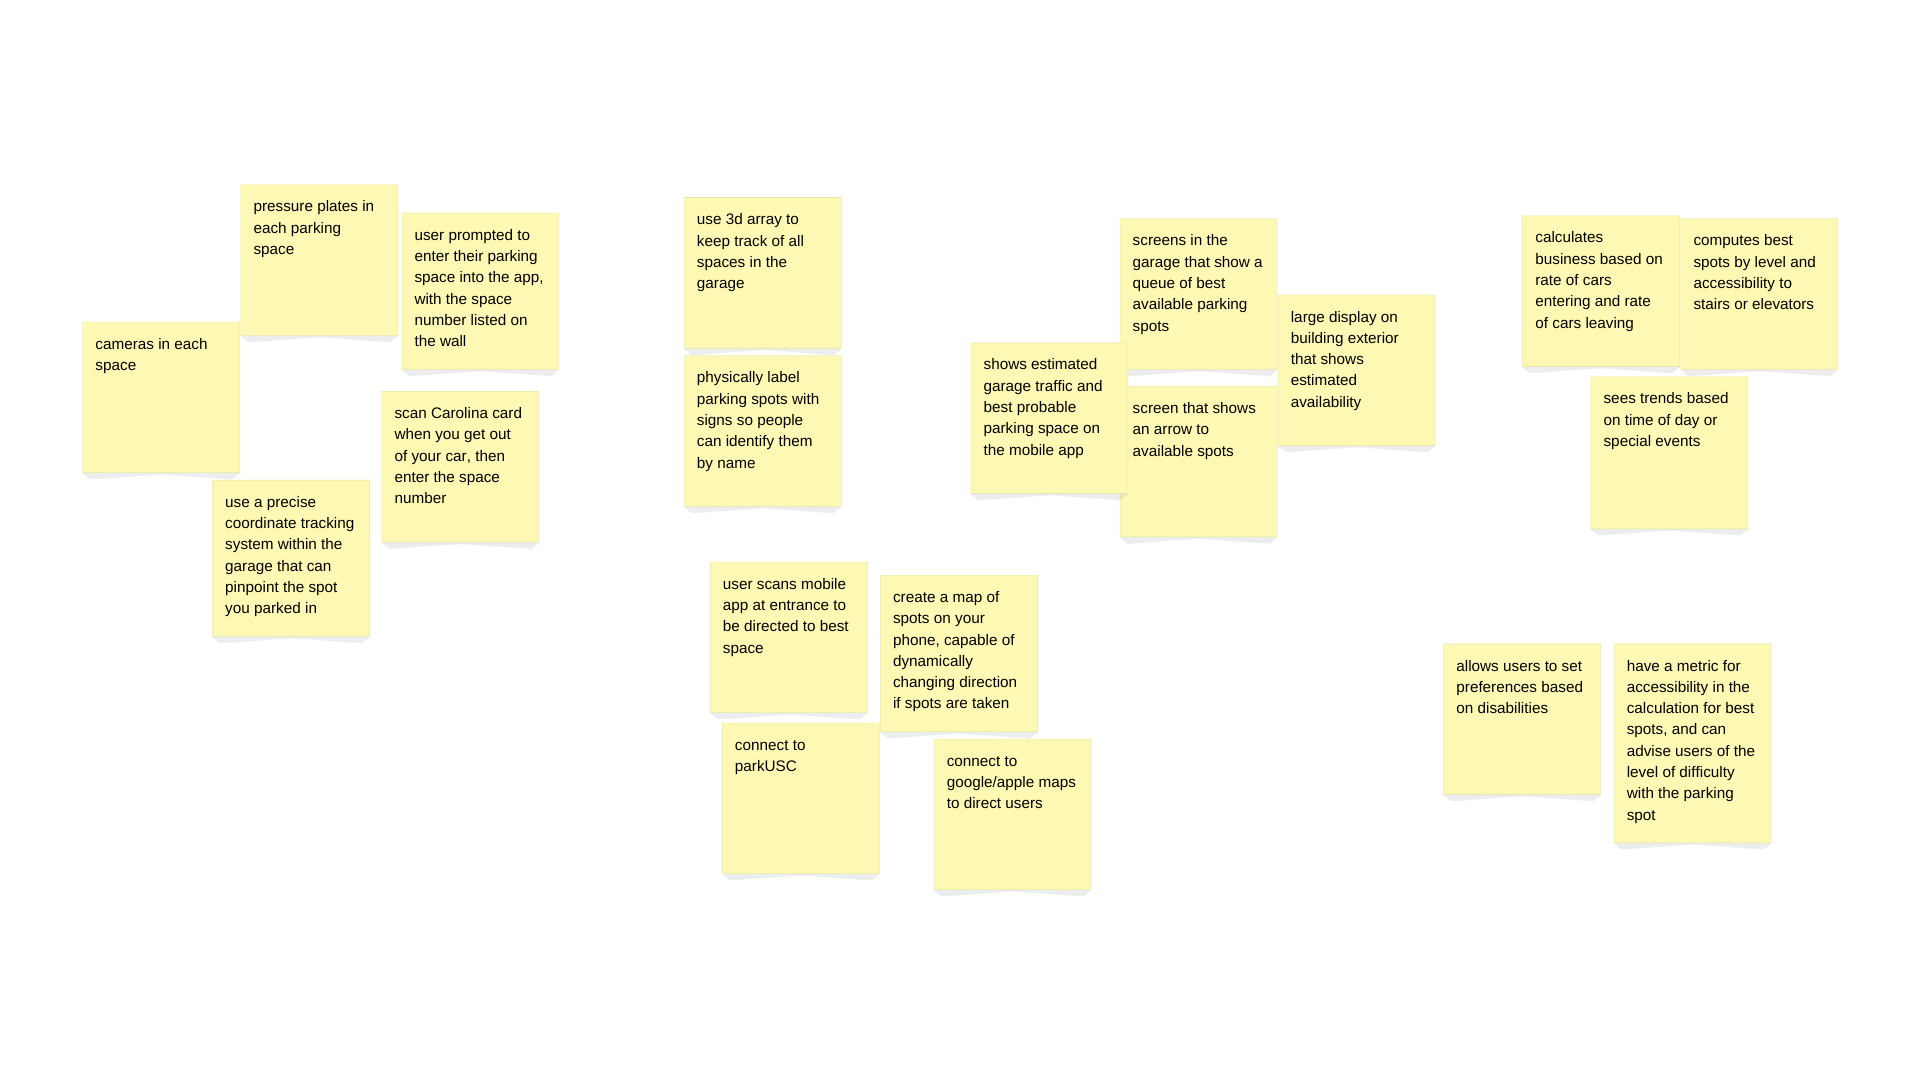 pressure plates in
each parking
space
user prompted to
enter their parking
space into the app,
with the space
number listed on
the wall
cameras in each
space
scan Carolina card
when you get out
of your car, then
enter the space
number
use a precise
coordinate tracking
system within the
garage that can
pinpoint the spot
you parked in
use 3d array to
keep track of all
spaces in the
garage
physically label
parking spots with
signs so people
can identify them
by name
screens in the
garage that show a
queue of best
available parking
spots
large display on
building exterior
that shows
estimated
availability
shows estimated
garage traffic and
best probable
parking space on
the mobile app
screen that shows
an arrow to
available spots
calculates
business based on
rate of cars
entering and rate
of cars leaving
computes best
spots by level and
accessibility to
stairs or elevators
sees trends based
on time of day or
special events
user scans mobile
app at entrance to
be directed to best
space
create a map of
spots on your
phone, capable of
dynamically
changing direction
if spots are taken
connect to
parkUSC
connect to
google/apple maps
to direct users
allows users to set
preferences based
on disabilities
have a metric for
accessibility in the
calculation for best
spots, and can
advise users of the
level of difficulty
with the parking
spot